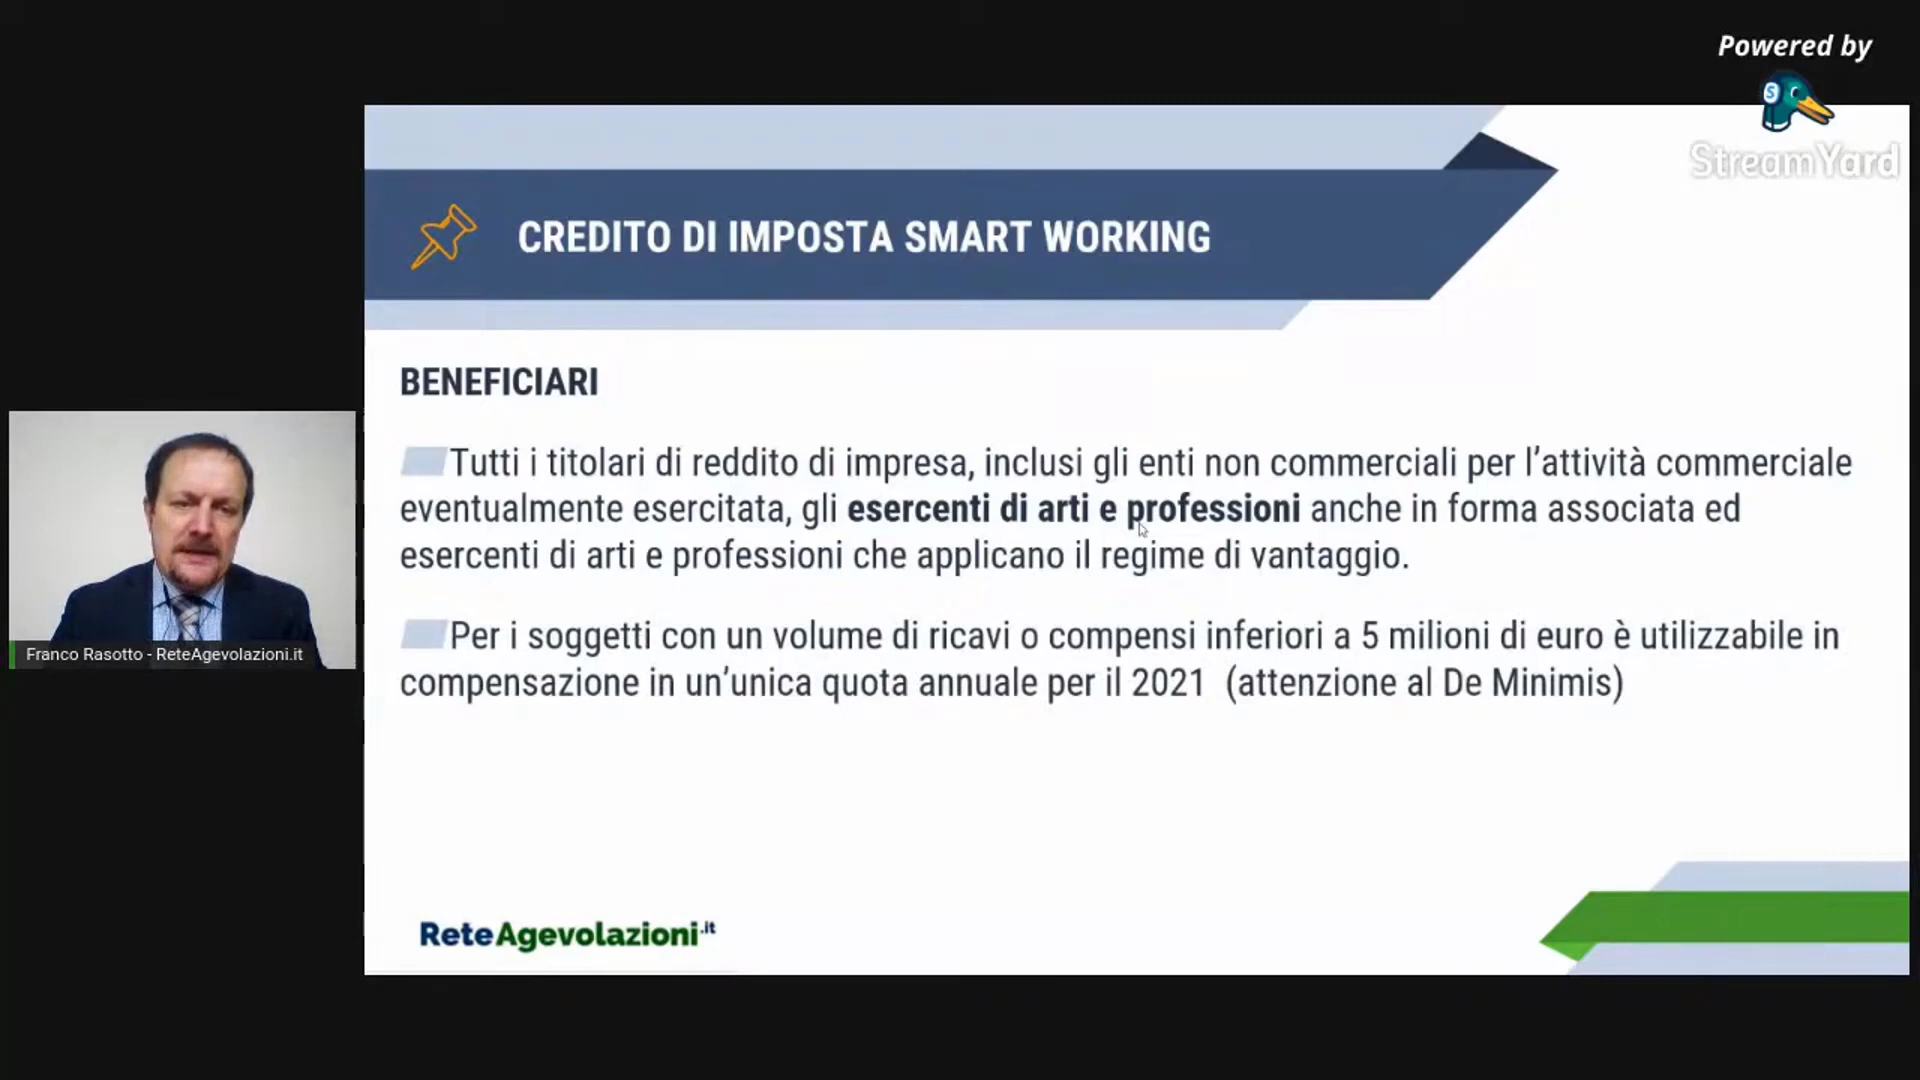 Powered by
StreamYard
CREDITO DI IMPOSTA SMART WORKING
BENEFICIARI
Tutti i titolari di reddito di impresa, inclusi gli enti non commerciali per l’attività commerciale
eventualmente esercitata, gli esercenti di arti e professioni anche in forma associata ed
esercenti di arti e professioni che applicano il regime di vantaggio.
Per i soggetti con un volume di ricavi o compensi inferiori a 5 milioni di euro è utilizzabile in
compensazione in un’unica quota annuale per il 2021 (attenzione al De Minimis)
Franco Rasotto - ReteAgevolazioni.it
ReteAgevolazioni.it